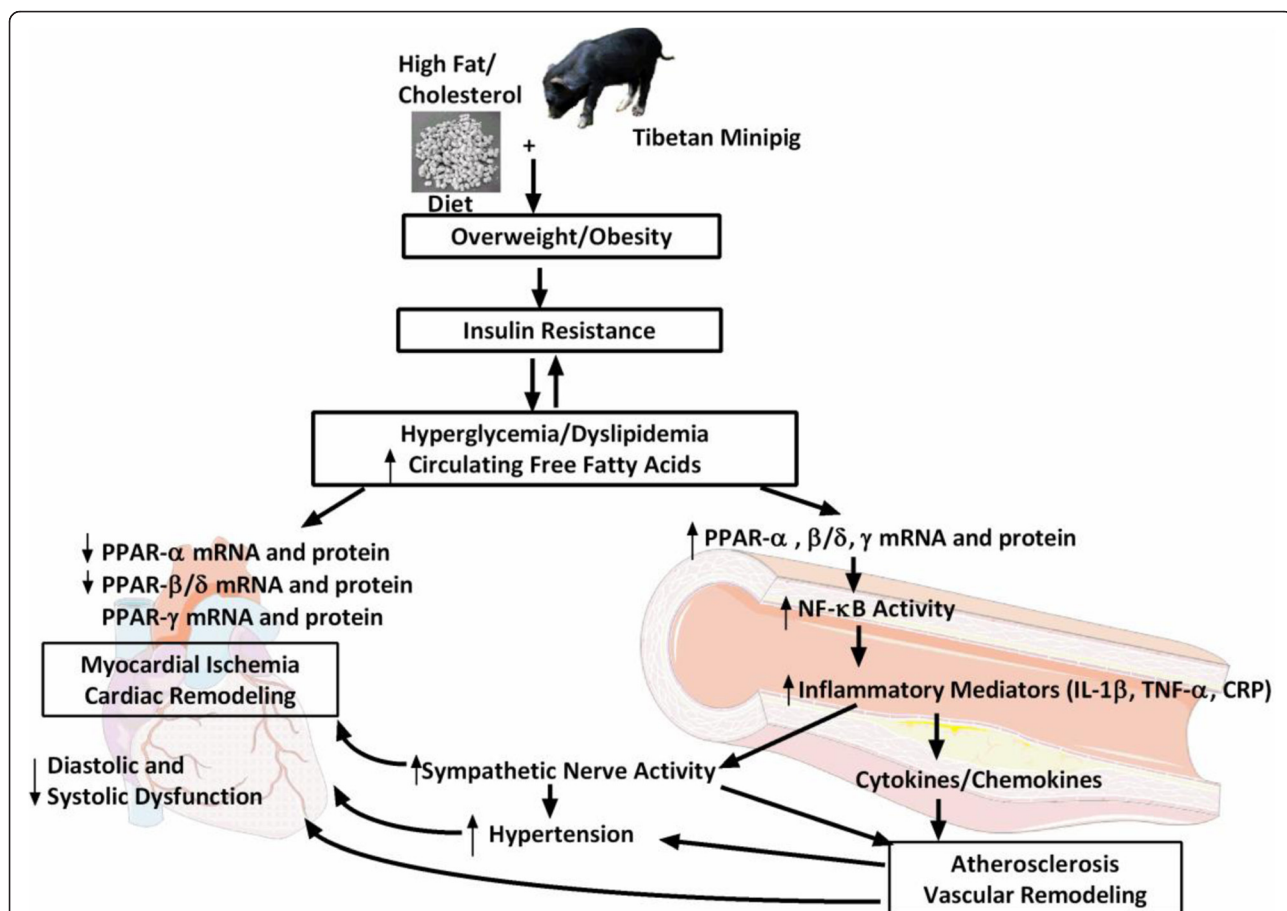 High Fat/
Cholesterol
Tibetan Minipig
+
Diet
Overweight/Obesity
Insulin Resistance
Hyperglycemia/Dyslipidemia
↑ Circulating Free Fatty Acids
↓ PPAR-α mRNA and protein
↓ PPAR-β/δ mRNA and protein
PPAR-γ mRNA and protein
Myocardial Ischemia
Cardiac Remodeling
↓ Diastolic and
Systolic Dysfunction
↑ PPAR-α , β/δ, γ mRNA and protein
↑ NF-κB Activity
↑ Inflammatory Mediators (IL-1β, TNF-α, CRP)
↑ Sympathetic Nerve Activity
Cytokines/Chemokines
↑ Hypertension
Atherosclerosis
Vascular Remodeling